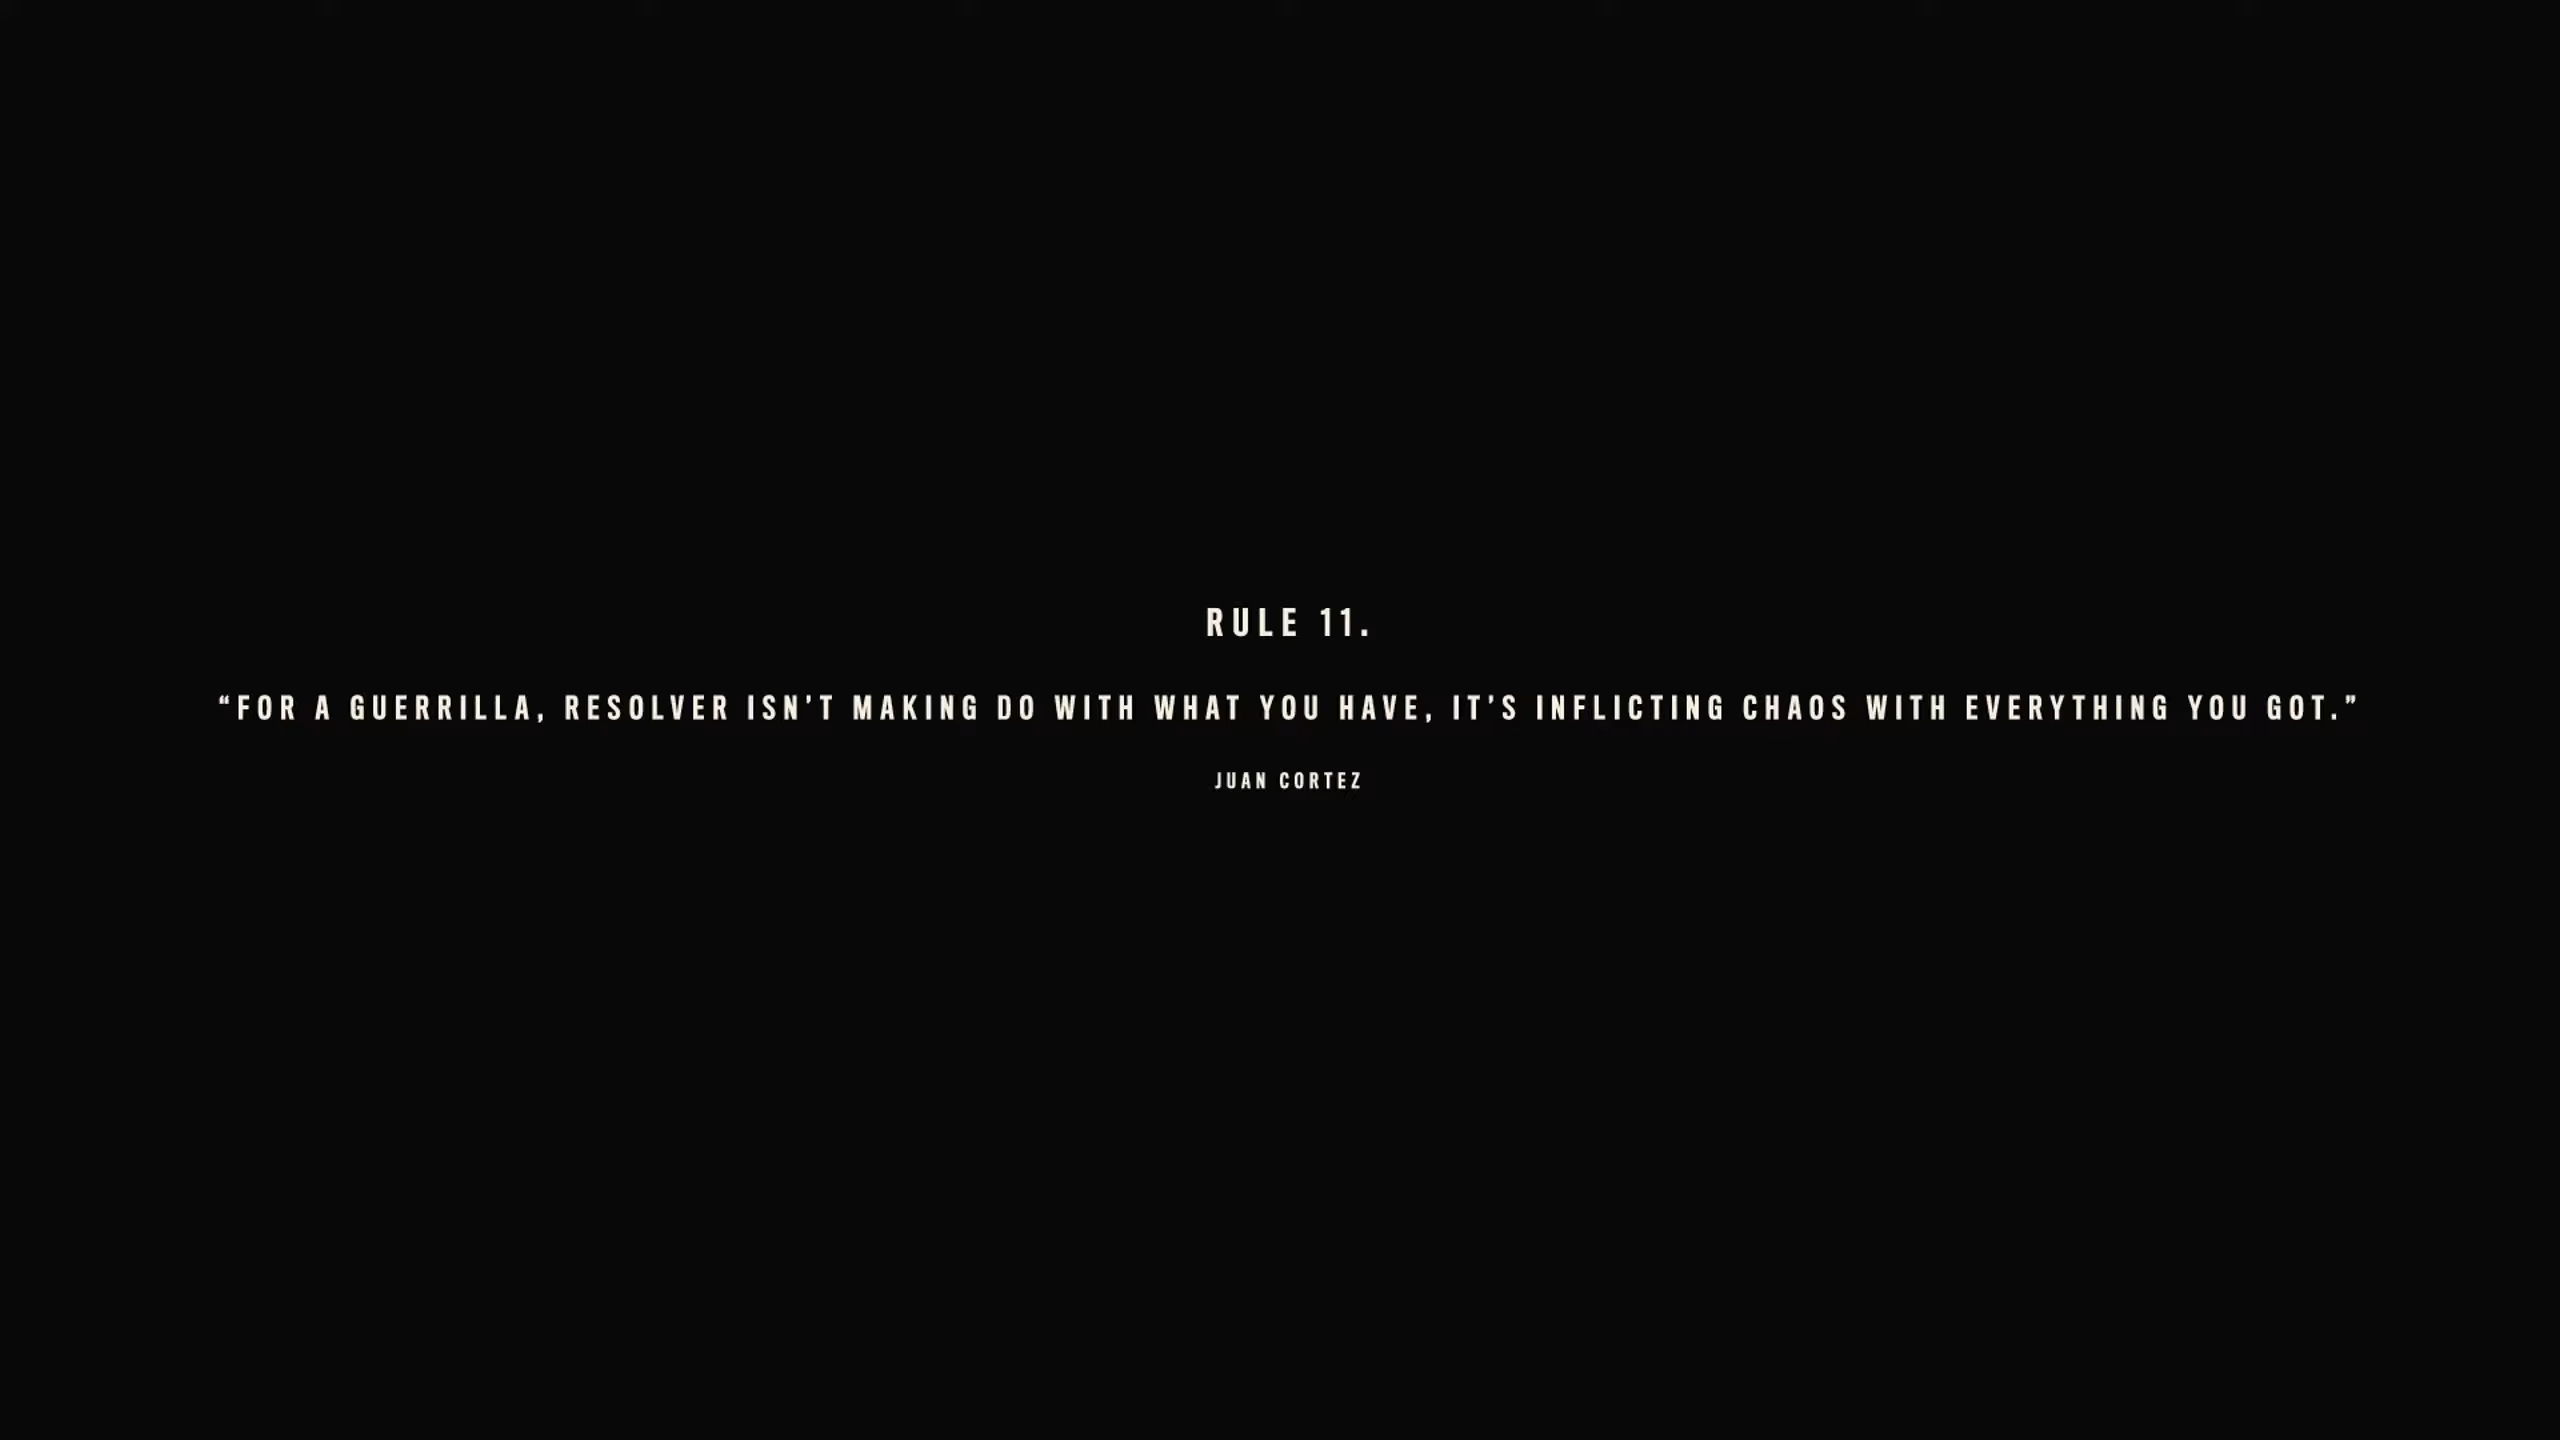 RULE 11.
“FOR A GUERRILLA, RESOLVER ISN’T MAKING DO WITH WHAT YOU HAVE, IT’S INFLICTING CHAOS WITH EVERYTHING YOU GOT.”
JUAN CORTEZ